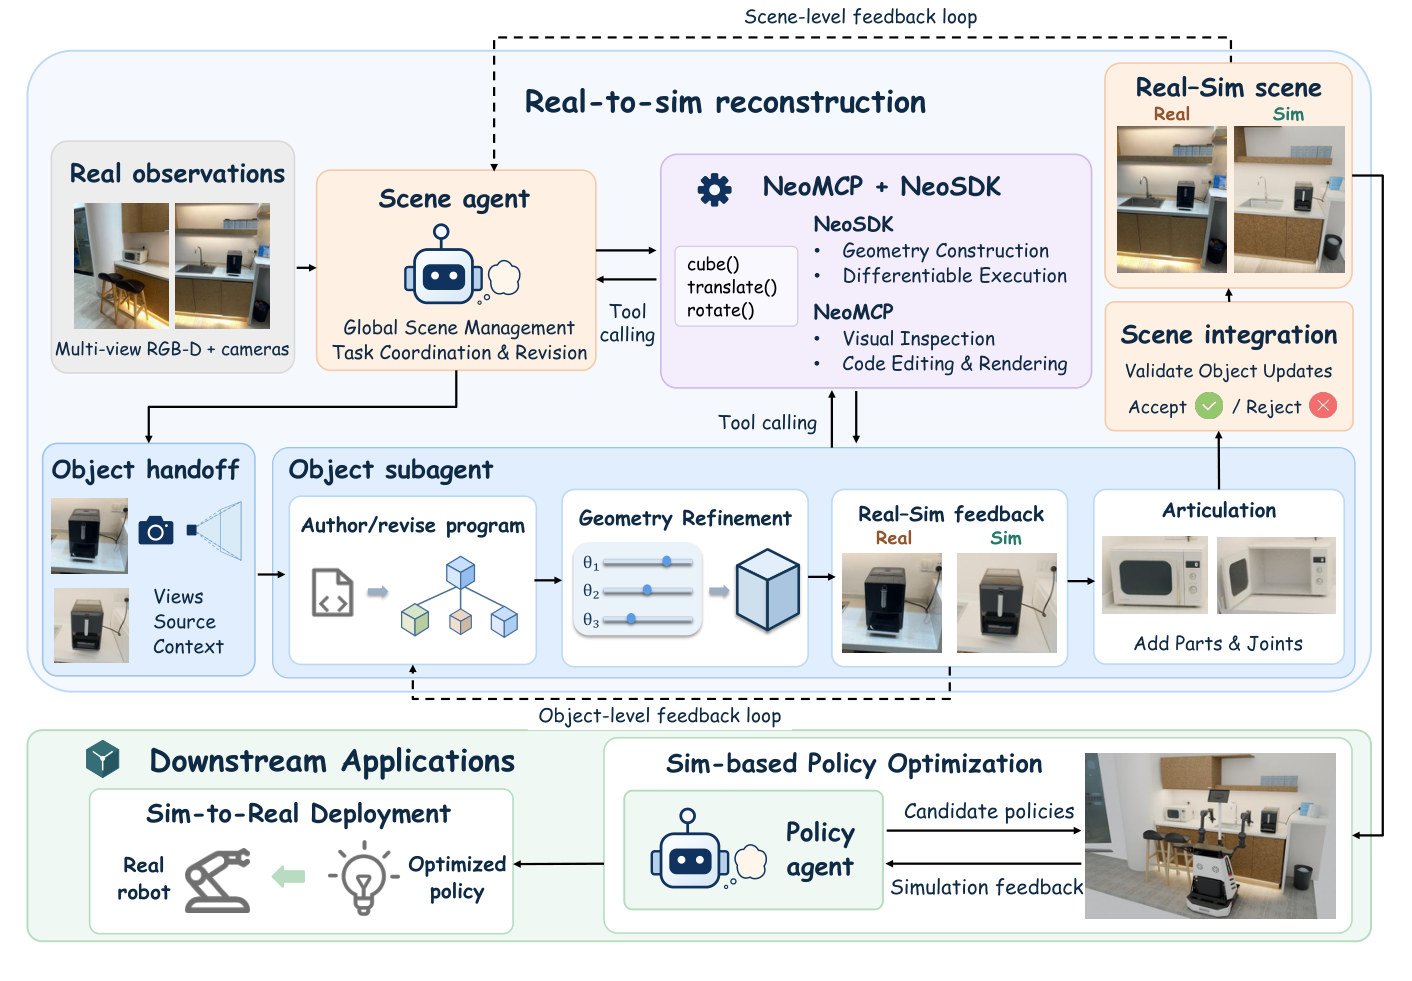 Scene-level feedback loop
Real-to-sim reconstruction
Real observations
Multi-view RGB-D + cameras
Scene agent
Global Scene Management
Task Coordination & Revision
Tool
calling
NeoMCP + NeoSDK
cube()
translate()
rotate()
NeoSDK
• Geometry Construction
• Differentiable Execution
NeoMCP
• Visual Inspection
• Code Editing & Rendering
Real-Sim scene
Real Sim
Scene integration
Validate Object Updates
Accept / Reject
Tool calling
Object handoff
Views
Source
Context
Object subagent
Author/revise program
Geometry Refinement
θ1
θ2
θ3
Real-Sim feedback
Real Sim
Articulation
Add Parts & Joints
Object-level feedback loop
Downstream Applications
Sim-to-Real Deployment
Real
robot
Optimized
policy
Sim-based Policy Optimization
Policy
agent
Candidate policies
Simulation feedback